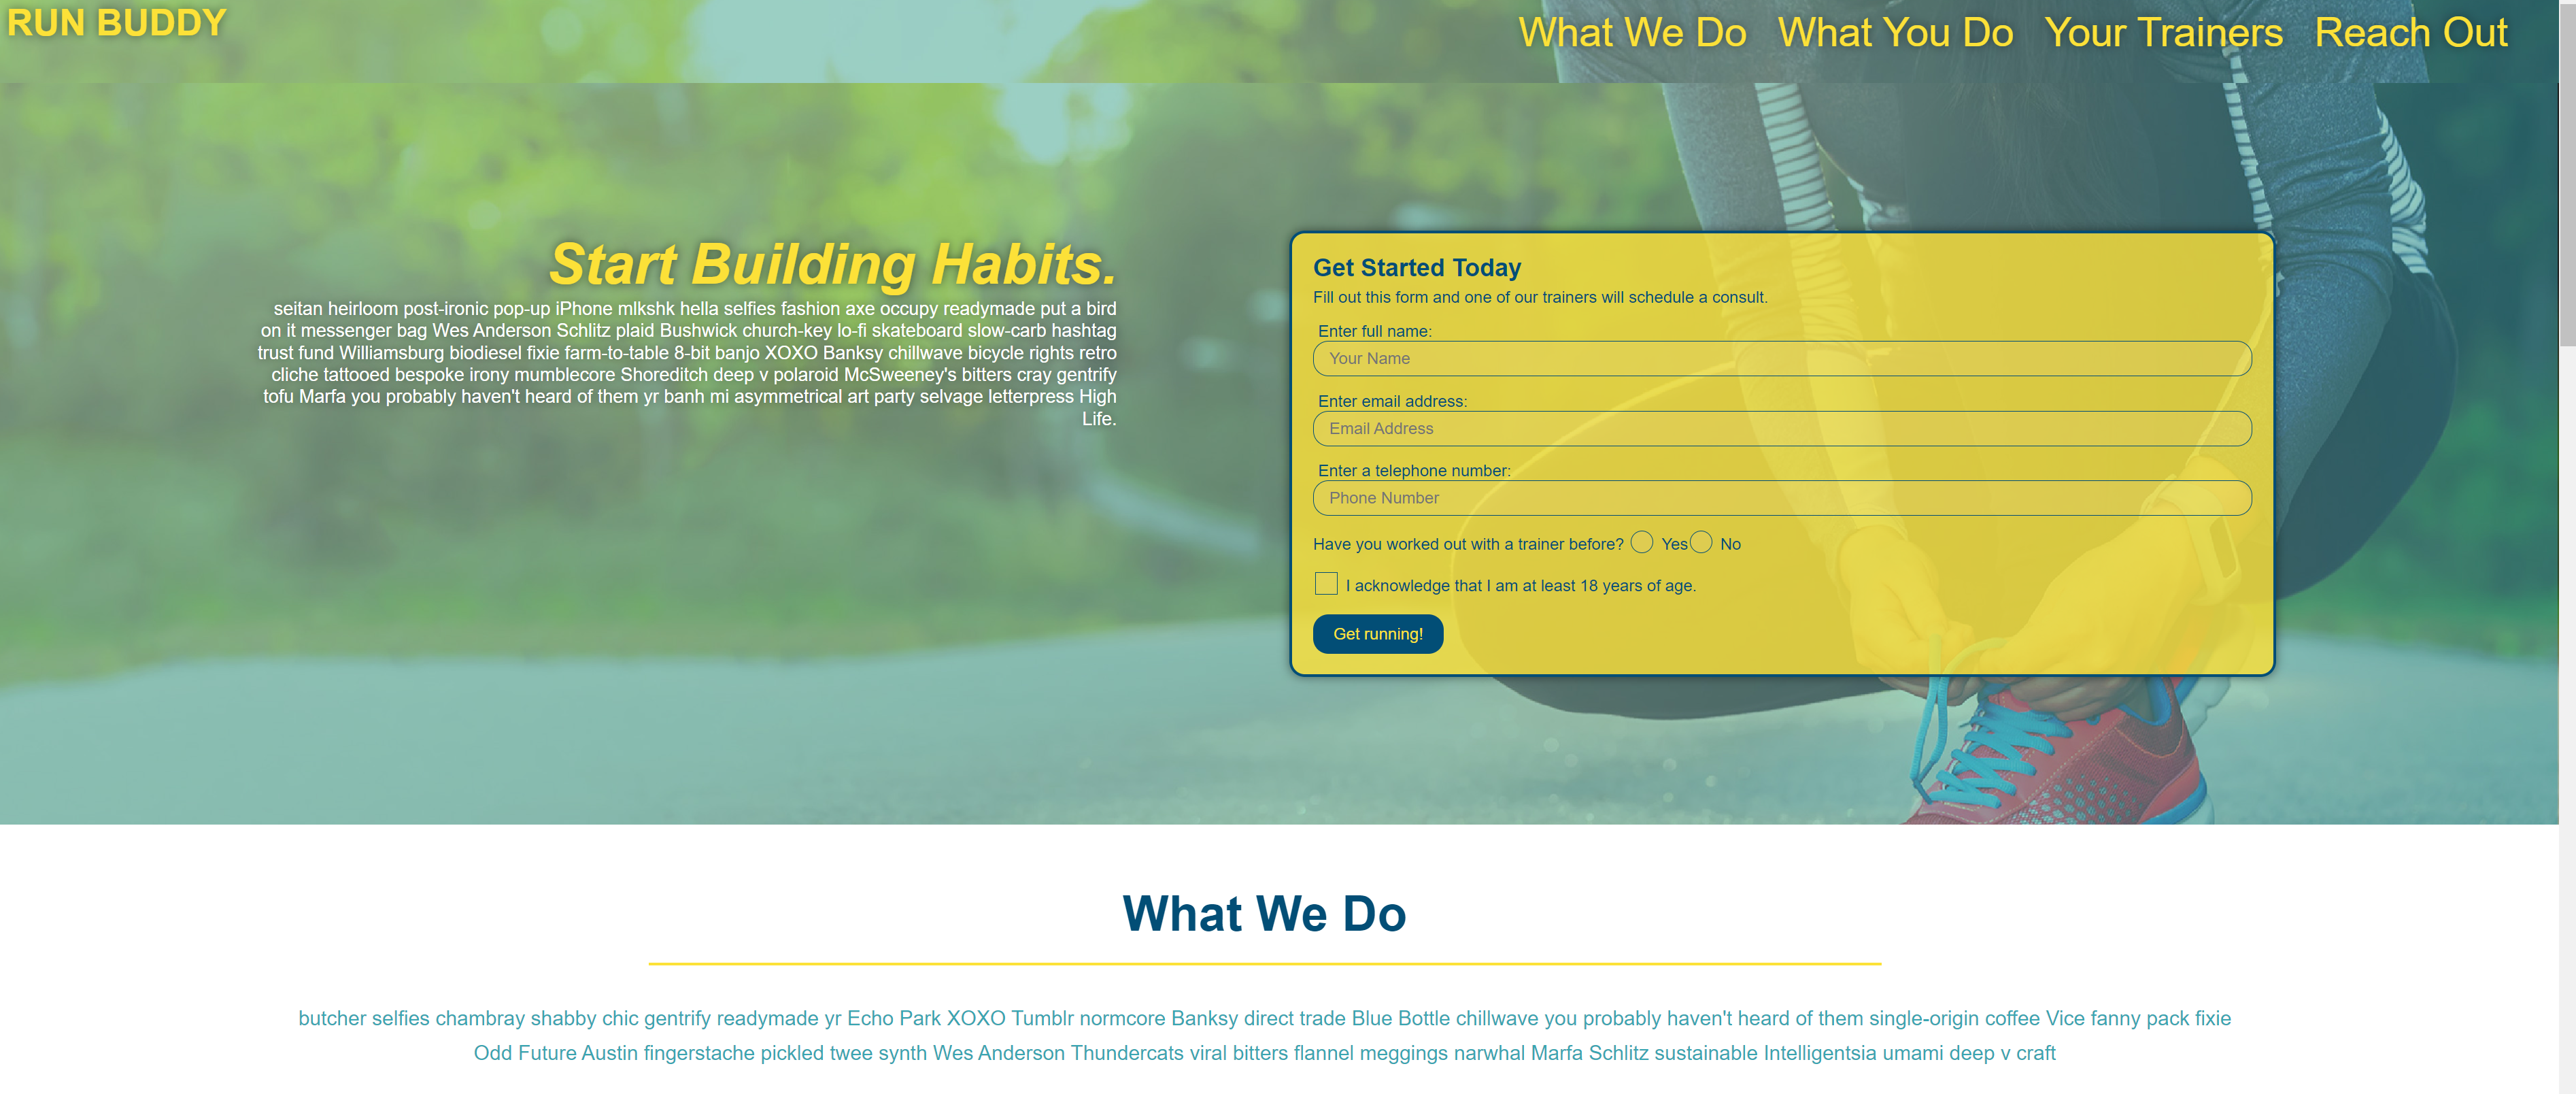 RUN BUDDY
What We Do What You Do Your Trainers Reach Out
Start Building Habits.
seitan heirloom post-ironic pop-up iPhone mlkshk hella selfies fashion axe occupy readymade put a bird
on it messenger bag Wes Anderson Schlitz plaid Bushwick church-key lo-fi skateboard slow-carb hashtag
trust fund Williamsburg biodiesel fixie farm-to-table 8-bit banjo XOXO Banksy chillwave bicycle rights retro
cliche tattooed bespoke irony mumblecore Shoreditch deep v polaroid McSweeney's bitters cray gentrify
tofu Marfa you probably haven't heard of them yr banh mi asymmetrical art party selvage letterpress High
Life.
Get Started Today
Fill out this form and one of our trainers will schedule a consult.
Enter full name:
Your Name
Enter email address:
Email Address
Enter a telephone number:
Phone Number
Have you worked out with a trainer before? Yes No
I acknowledge that I am at least 18 years of age.
Get running!
What We Do
butcher selfies chambray shabby chic gentrify readymade yr Echo Park XOXO Tumblr normcore Banksy direct trade Blue Bottle chillwave you probably haven't heard of them single-origin coffee Vice fanny pack fixie
Odd Future Austin fingerstache pickled twee synth Wes Anderson Thundercats viral bitters flannel meggings narwhal Marfa Schlitz sustainable Intelligentsia umami deep v craft